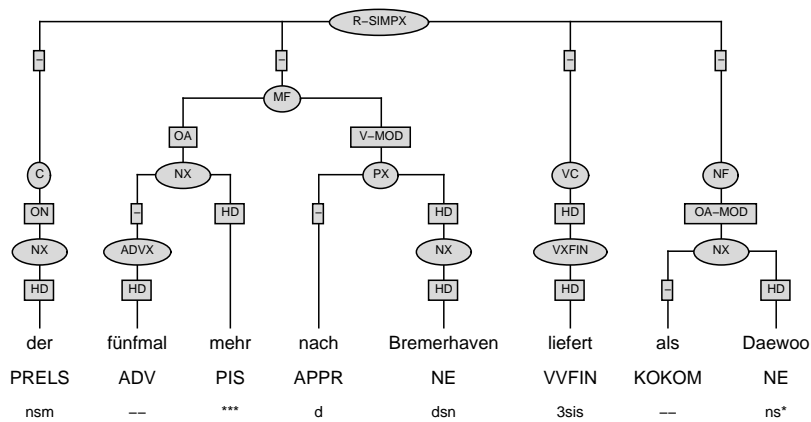 R-SIMPX
– – – –
MF
OA V-MOD
C NX PX VC NF
ON – HD – HD HD OA-MOD
NX ADVX NX VXFIN NX
HD HD HD HD – HD
der fünfmal mehr nach Bremerhaven liefert als Daewoo
PRELS ADV PIS APPR NE VVFIN KOKOM NE
nsm –– *** d dsn 3sis –– ns*